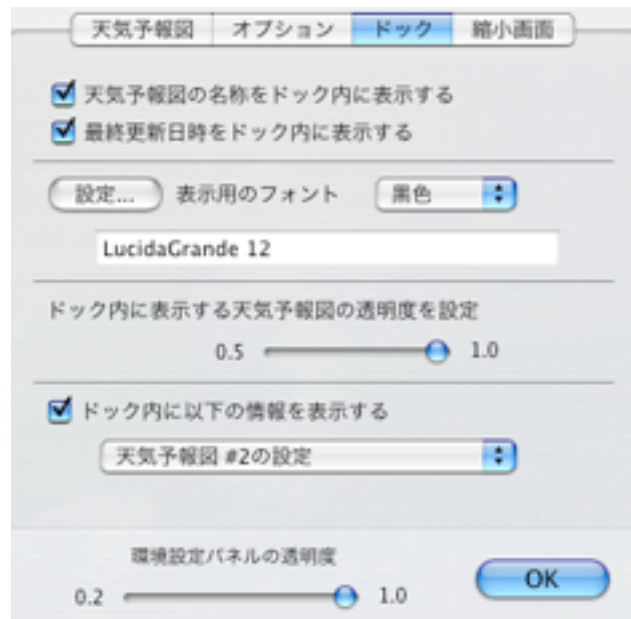 天気予報図 オプション ドック 縮小画面
天気予報図の名称をドック内に表示する
最終更新日時をドック内に表示する
設定... 表示用のフォント 黒色
LucidaGrande 12
ドック内に表示する天気予報図の透明度を設定
0.5 1.0
ドック内に以下の情報を表示する
天気予報図 #2の設定
環境設定パネルの透明度
0.2 1.0 OK